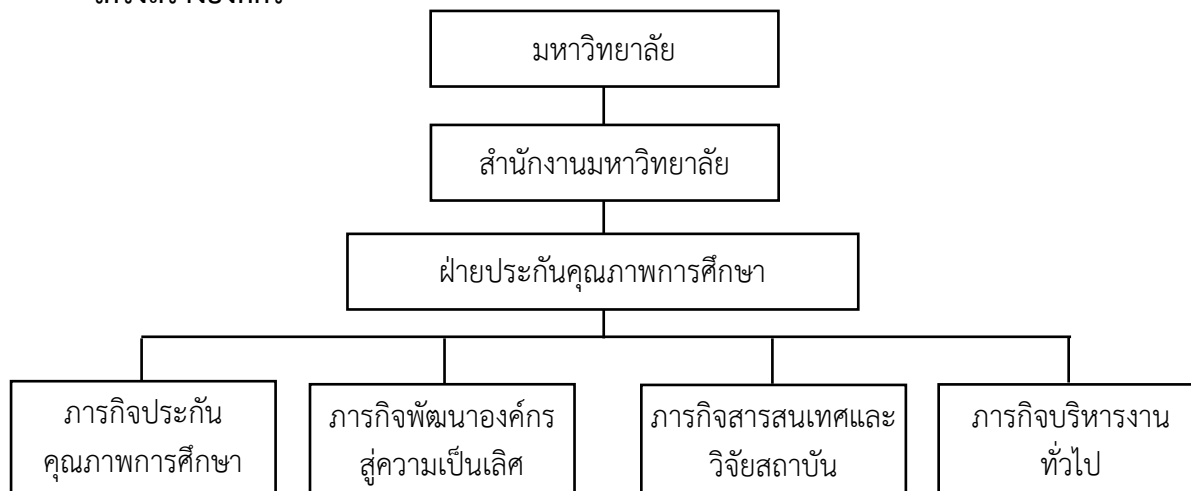 มหาวิทยาลัย
สำนักงานมหาวิทยาลัย
ฝ่ายประกันคุณภาพการศึกษา
ภารกิจประกัน
คุณภาพการศึกษา
ภารกิจพัฒนาองค์กร
สู่ความเป็นเลิศ
ภารกิจสารสนเทศและ
วิจัยสถาบัน
ภารกิจบริหารงาน
ทั่วไป